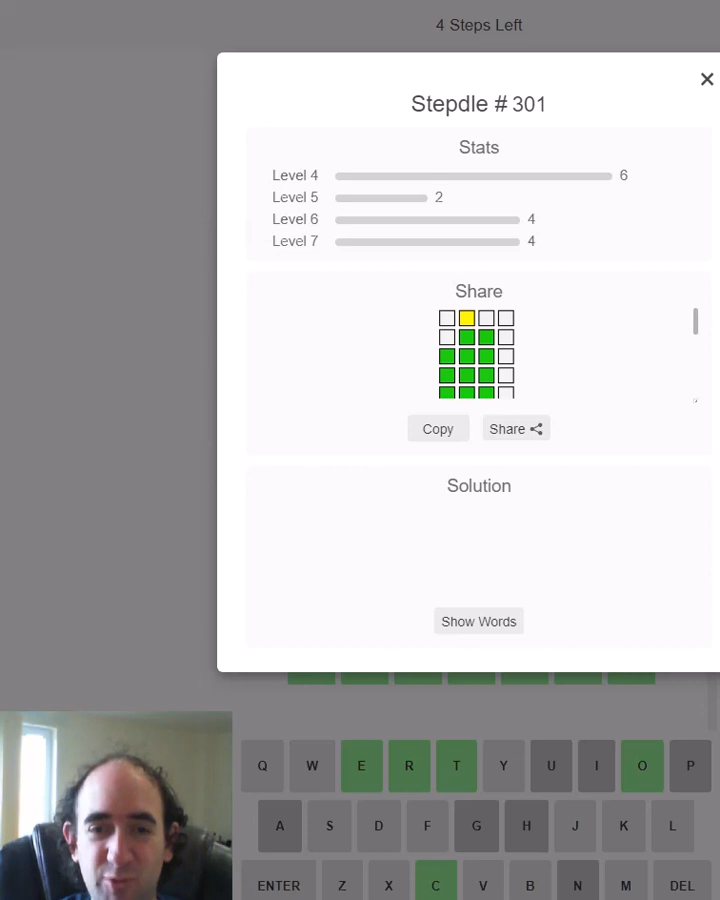 4 Steps Left
×
Stepdle # 301
Stats
Level 4 6
Level 5 2
Level 6 4
Level 7 4
Share
Copy Share
Solution
Show Words
Q W E R T Y U I O P
A S D F G H J K L
ENTER Z X C V B N M DEL